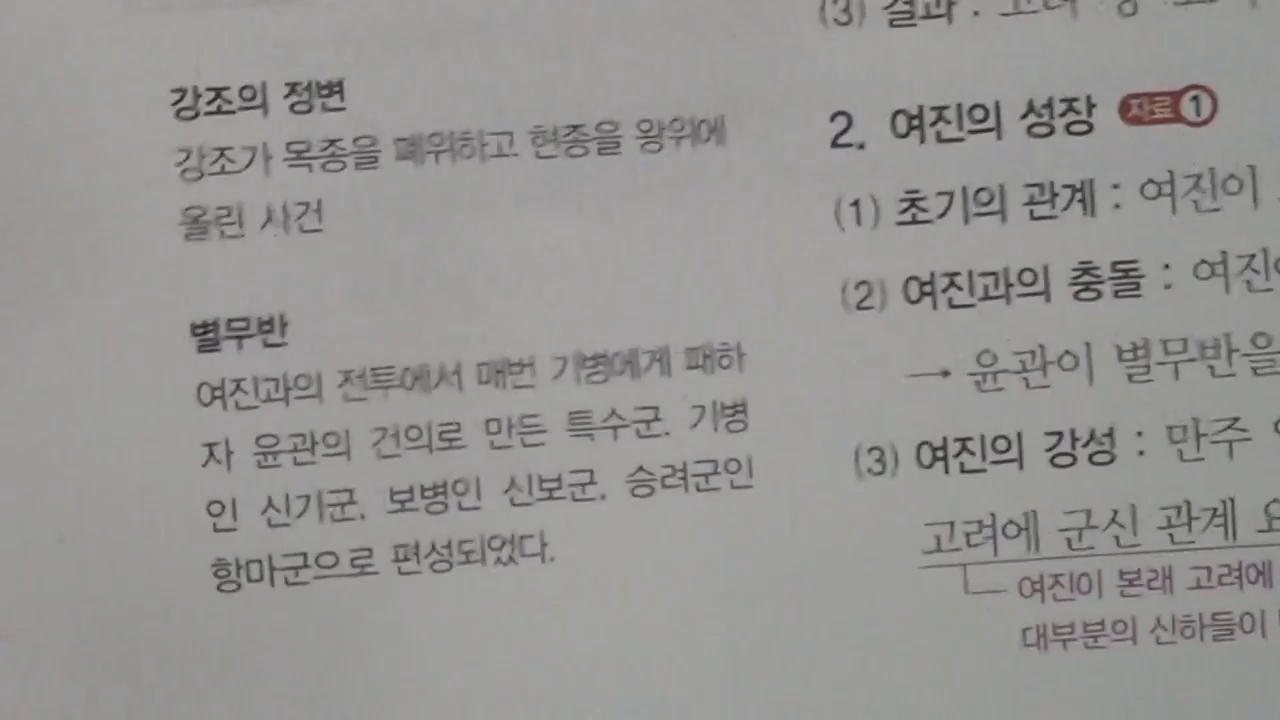 강조의 정변
강조가 목종을 폐위하고 현종을 왕위에
올린 사건
별무반
여진과의 전투에서 매번 기병에게 패하
자 윤관의 건의로 만든 특수군. 기병
인 신기군, 보병인 신보군, 승려군인
항마군으로 편성되었다.
(3) 결과 : 고려
2. 여진의 성장 자료 1
(1) 초기의 관계 : 여진이
(2) 여진과의 충돌 : 여진
→ 윤관이 별무반을
(3) 여진의 강성 : 만주
고려에 군신 관계
여진이 본래 고려에
대부분의 신하들이